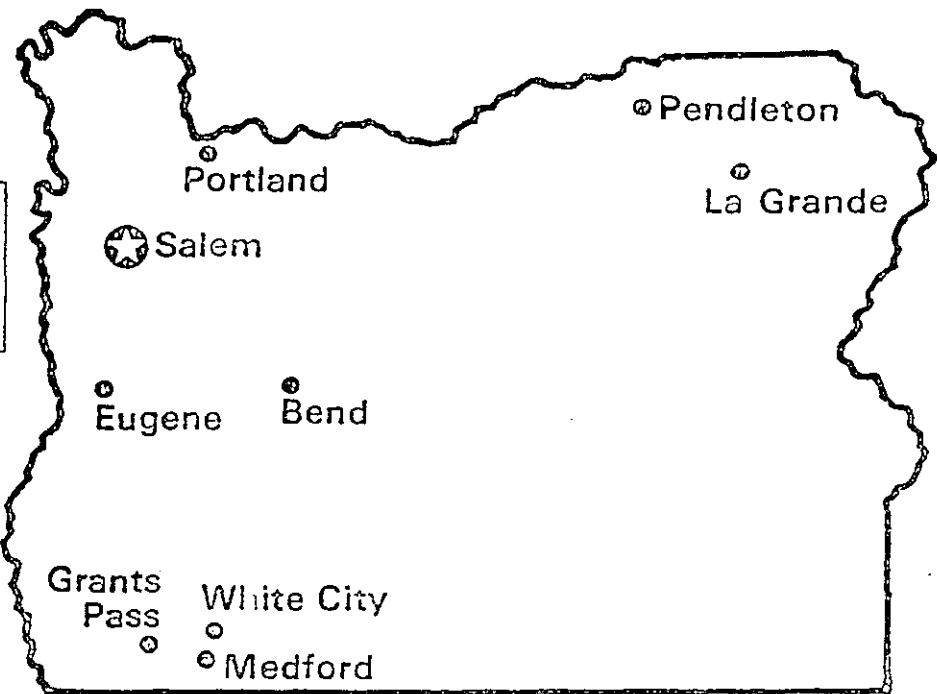 Pendleton
Portland
La Grande
Salem
Eugene
Bend
Grants
Pass
White City
Medford